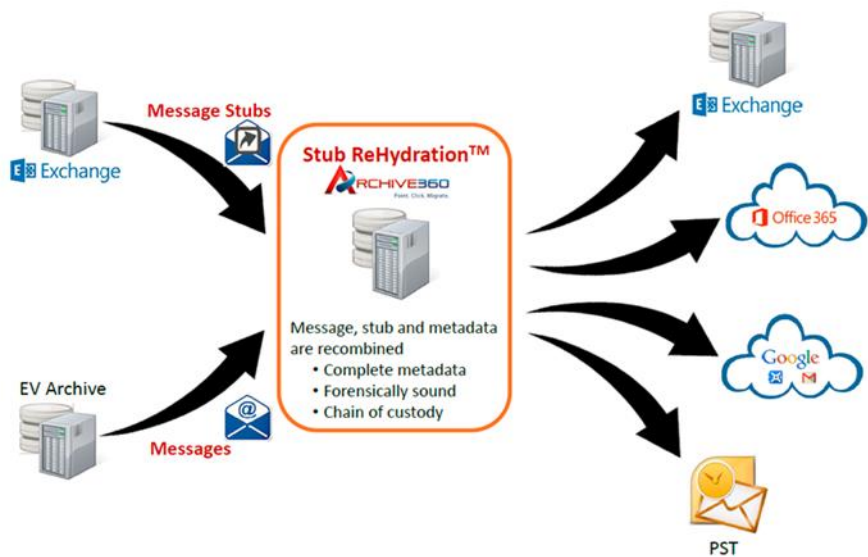 Exchange
Message Stubs
EV Archive
Messages
Stub ReHydration™
ARCHIVE360
Point. Click. Migrate.
Message, stub and metadata
are recombined
• Complete metadata
• Forensically sound
• Chain of custody
Exchange
Office 365
Google
PST